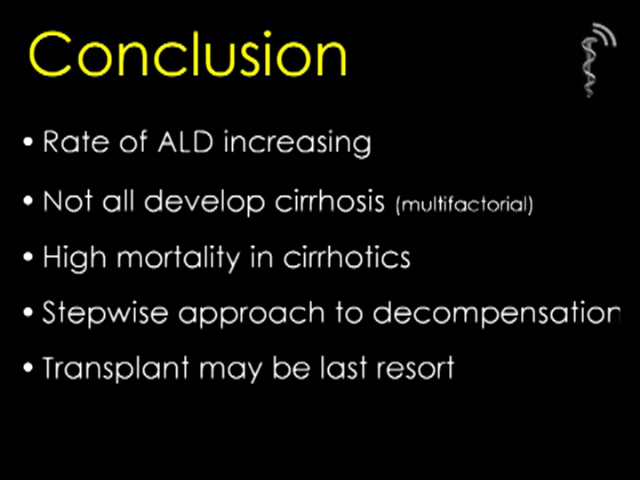 Conclusion
• Rate of ALD increasing
• Not all develop cirrhosis (multifactorial)
• High mortality in cirrhotics
• Stepwise approach to decompensation
• Transplant may be last resort